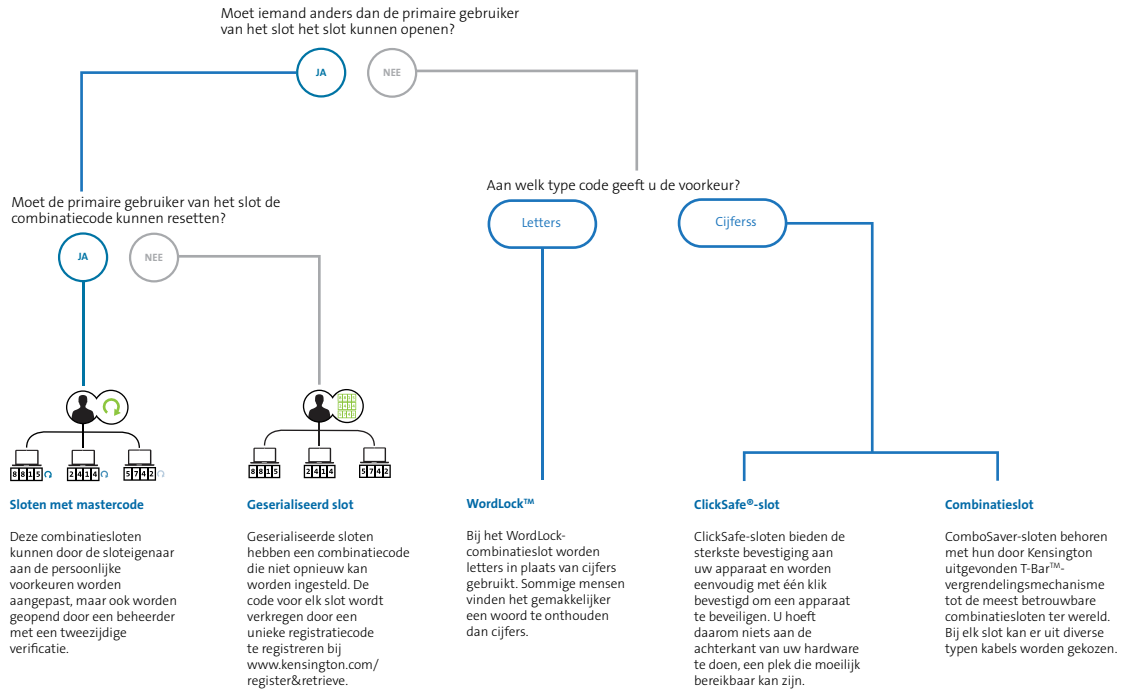 Moet iemand anders dan de primaire gebruiker
van het slot het slot kunnen openen?
JA
NEE
Moet de primaire gebruiker van het slot de
combinatiecode kunnen resetten?
JA
NEE
Aan welk type code geeft u de voorkeur?
Letters
Cijferss
8815
2414
5742
8815
2414
5742
Sloten met mastercode
Deze combinatiesloten
kunnen door de sloteigenaar
aan de persoonlijke
voorkeuren worden
aangepast, maar ook worden
geopend door een beheerder
met een tweezijdige
verificatie.
Geserialiseerd slot
Geserialiseerde sloten
hebben een combinatiecode
die niet opnieuw kan
worden ingesteld. De
code voor elk slot wordt
verkregen door een
unieke registratiecode
te registreren bij
www.kensington.com/
register&retrieve.
WordLock™
Bij het WordLock-
combinatieslot worden
letters in plaats van cijfers
gebruikt. Sommige mensen
vinden het gemakkelijker
een woord te onthouden
dan cijfers.
ClickSafe®-slot
ClickSafe-sloten bieden de
sterkste bevestiging aan
uw apparaat en worden
eenvoudig met één klik
bevestigd om een apparaat
te beveiligen. U hoeft
daarom niets aan de
achterkant van uw hardware
te doen, een plek die moeilijk
bereikbaar kan zijn.
Combinatieslot
ComboSaver-sloten behoren
met hun door Kensington
uitgevonden T-Bar™-
vergrendelingsmechanisme
tot de meest betrouwbare
combinatiesloten ter wereld.
Bij elk slot kan er uit diverse
typen kabels worden gekozen.